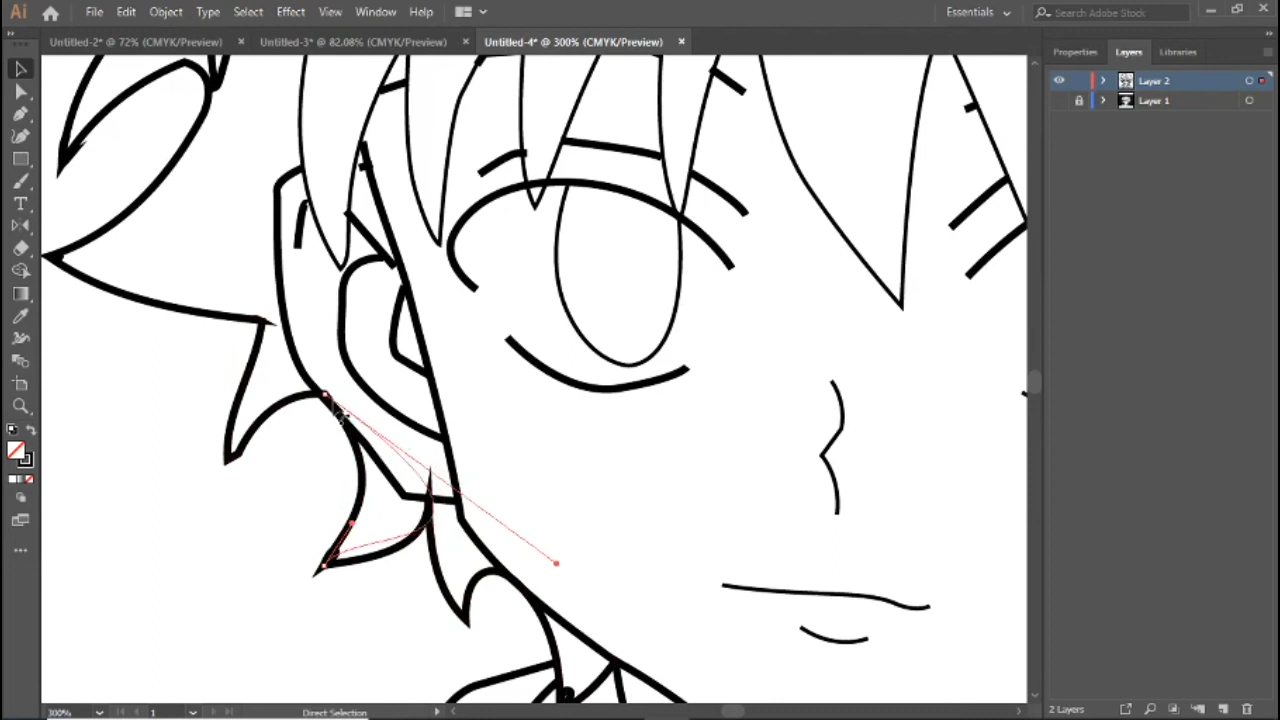 Ai File Edit Object Type Select Effect View Window Help Essentials Search Adobe Stock
Untitled-2* @ 72% (CMYK/Preview) × Untitled-3* @ 82.08% (CMYK/Preview) × Untitled-4* @ 300% (CMYK/Preview) ×
Properties Layers Libraries
Layer 2
Layer 1
300% 1 Direct Selection 2 Layers